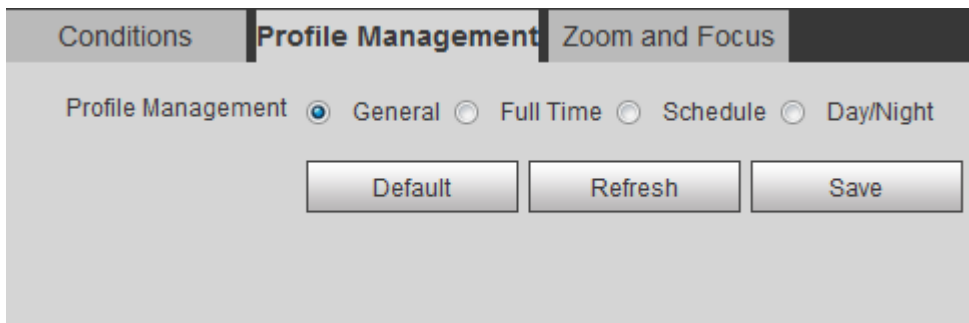 Conditions Profile Management Zoom and Focus
Profile Management General Full Time Schedule Day/Night
Default Refresh Save